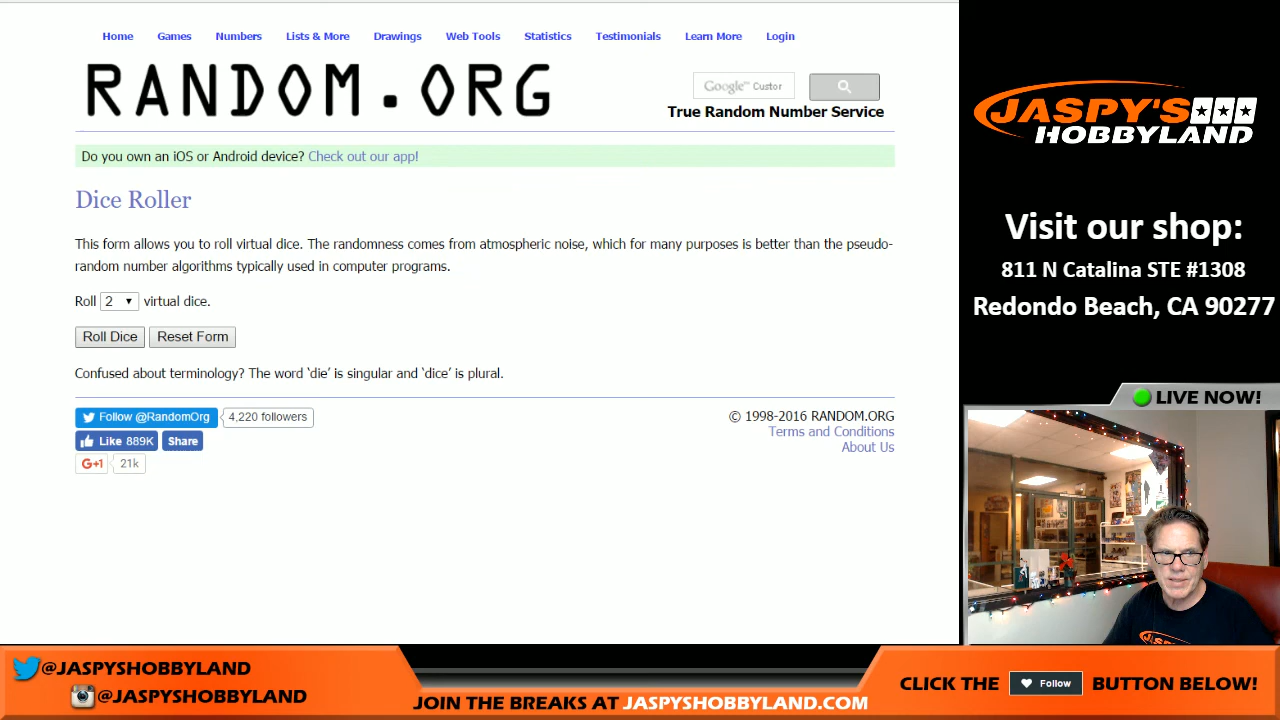 Home Games Numbers Lists & More Drawings Web Tools Statistics Testimonials Learn More Login
RANDOM.ORG
Google™ Custor
True Random Number Service
Do you own an iOS or Android device? Check out our app!
Dice Roller
This form allows you to roll virtual dice. The randomness comes from atmospheric noise, which for many purposes is better than the pseudo-
random number algorithms typically used in computer programs.
Roll 2 virtual dice.
Roll Dice Reset Form
Confused about terminology? The word ‘die’ is singular and ‘dice’ is plural.
Follow @RandomOrg 4,220 followers
Like 889K Share
G+1 21k
© 1998-2016 RANDOM.ORG
Terms and Conditions
About Us
JASPY'S
HOBBYLAND
Visit our shop:
811 N Catalina STE #1308
Redondo Beach, CA 90277
LIVE NOW!
JASPY'S
@JASPYSHOBBYLAND
@JASPYSHOBBYLAND
JOIN THE BREAKS AT JASPYSHOBBYLAND.COM
CLICK THE Follow BUTTON BELOW!